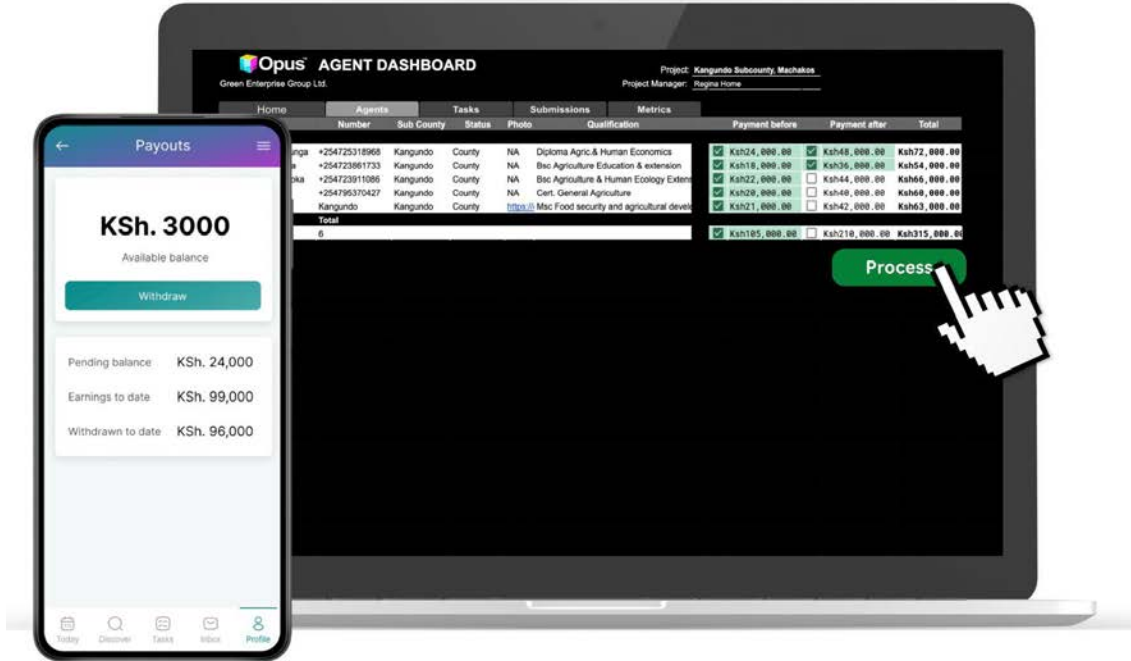 Opus AGENT DASHBOARD
Green Enterprise Group Ltd.
Project: Kangundo Subcounty, Machakos
Project Manager: Regina Home
Home Agents Tasks Submissions Metrics
Number Sub County Status Photo Qualification Payment before Payment after Total
+254725318968 Kangundo County NA Diploma Agric.& Human Economics Ksh24,000.00 Ksh48,000.00 Ksh72,000.00
+254723861733 Kangundo County NA Bsc Agriculture Education & extension Ksh18,000.00 Ksh36,000.00 Ksh54,000.00
+254723911086 Kangundo County NA Bsc Agriculture & Human Ecology Extens Ksh22,000.00 Ksh44,000.00 Ksh66,000.00
+254795370427 Kangundo County NA Cert. General Agriculture Ksh20,000.00 Ksh40,000.00 Ksh60,000.00
Kangundo Kangundo County https:// Msc Food security and agricultural develo Ksh21,000.00 Ksh42,000.00 Ksh63,000.00
Total
6 Ksh105,000.00 Ksh210,000.00 Ksh315,000.00
Process
Payouts
KSh. 3000
Available balance
Withdraw
Pending balance KSh. 24,000
Earnings to date KSh. 99,000
Withdrawn to date KSh. 96,000
Today Discover Tasks Inbox Profile